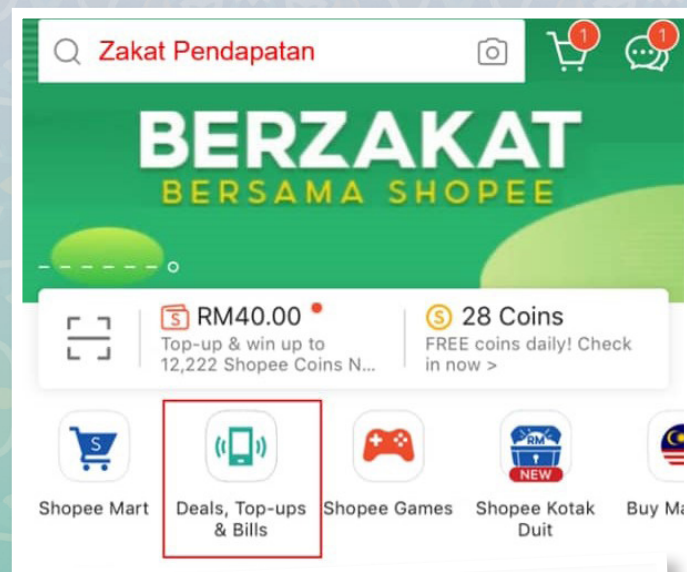 Zakat Pendapatan
1
1
BERZAKAT
BERSAMA SHOPEE
S
RM40.00
S
28 Coins
Top-up & win up to
12,222 Shopee Coins N...
FREE coins daily! Check
in now >
S
RM
NEW
Shopee Mart
Deals, Top-ups
& Bills
Shopee Games
Shopee Kotak
Duit
Buy Ma